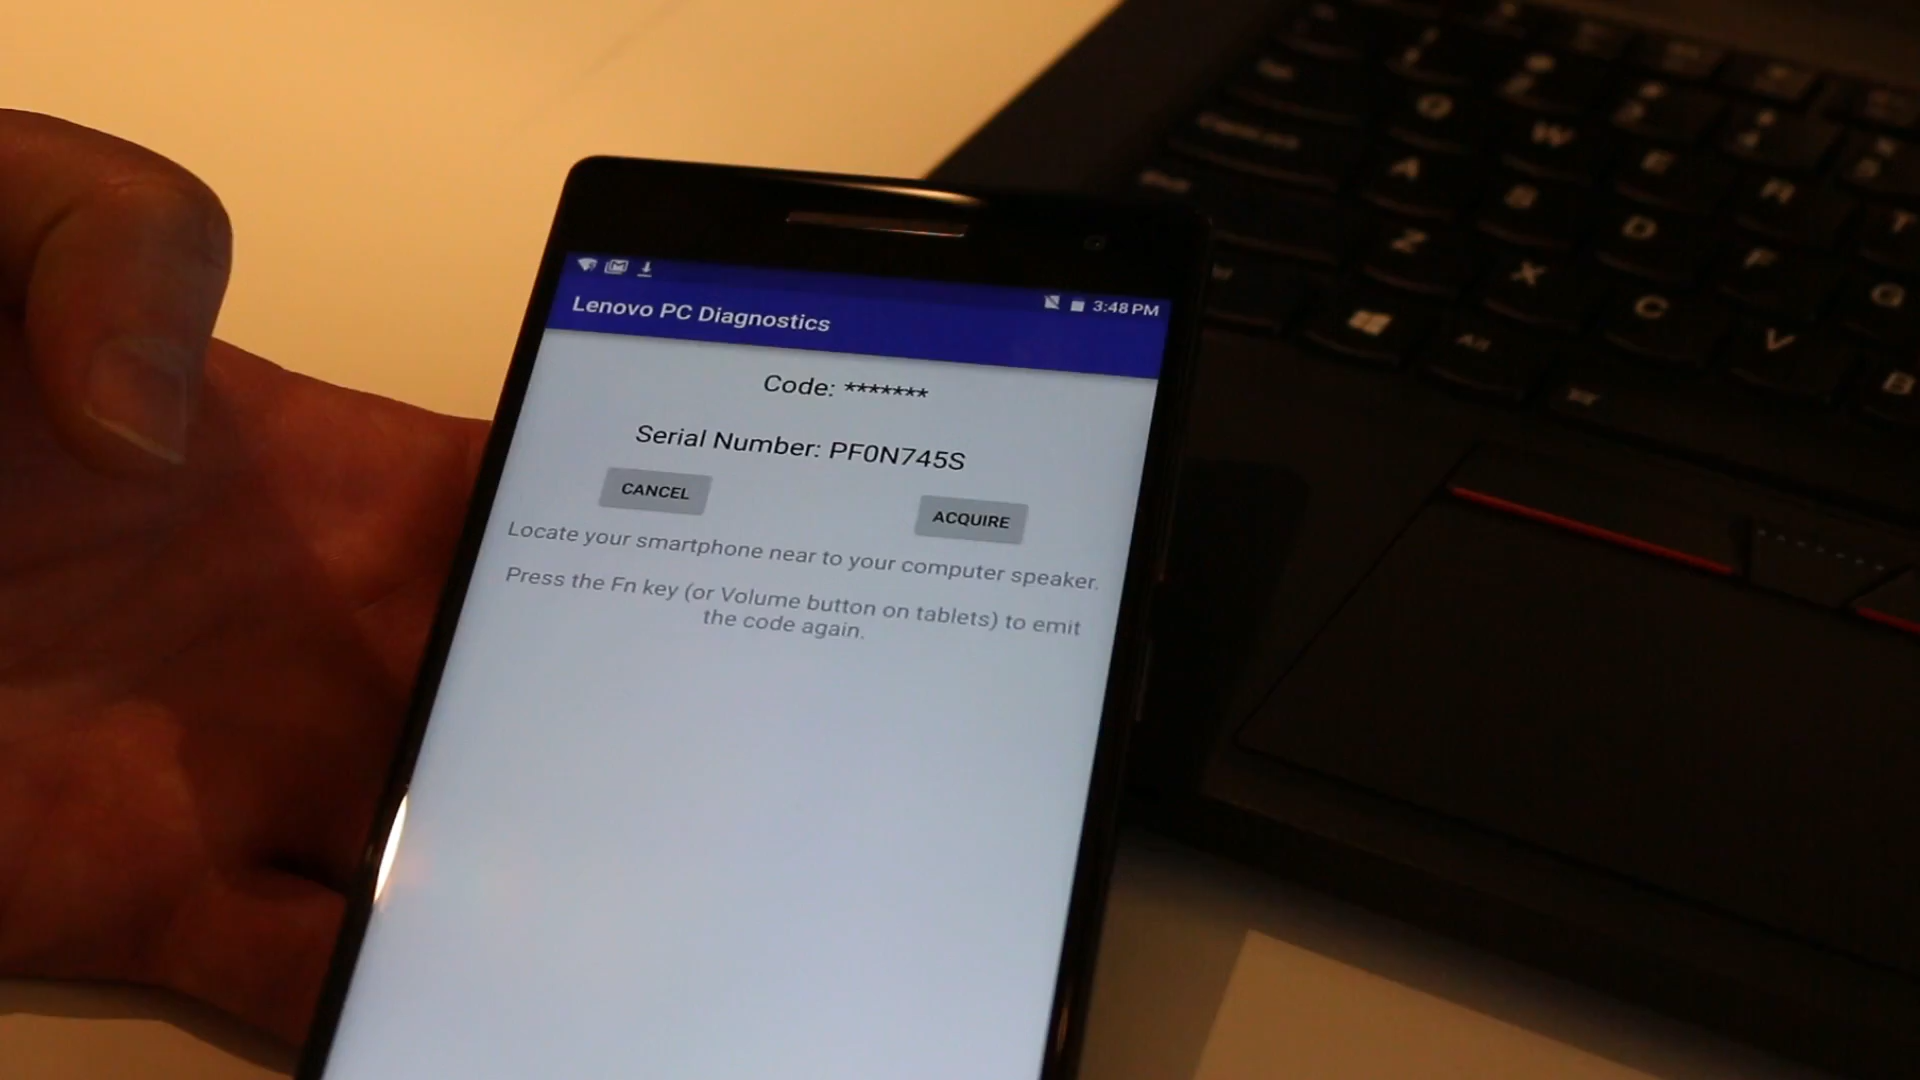 3:48 PM
Lenovo PC Diagnostics
Code: *******
Serial Number: PF0N745S
CANCEL
ACQUIRE
Locate your smartphone near to your computer speaker.
Press the Fn key (or Volume button on tablets) to emit
the code again.
Q W E R T
A S D F G
Z X C V B
Alt